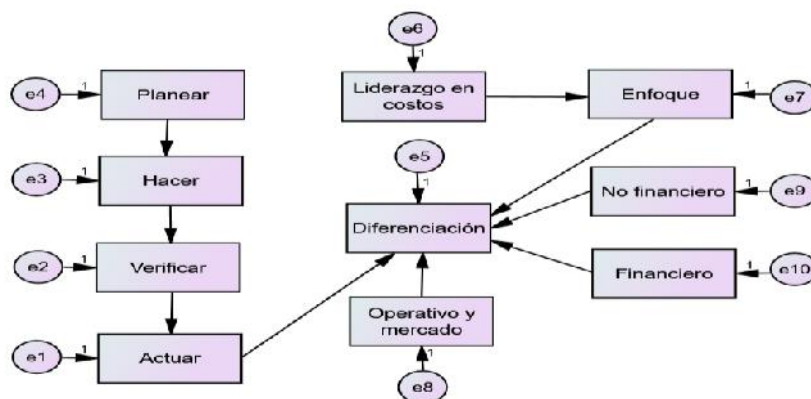 e6
1
e4
1
Planear
Liderazgo en
costos
Enfoque
1
e7
e5
1
e3
1
Hacer
No financiero
1
e9
Diferenciación
e2
1
Verificar
Financiero
1
e10
Operativo y
mercado
e1
1
Actuar
1
e8